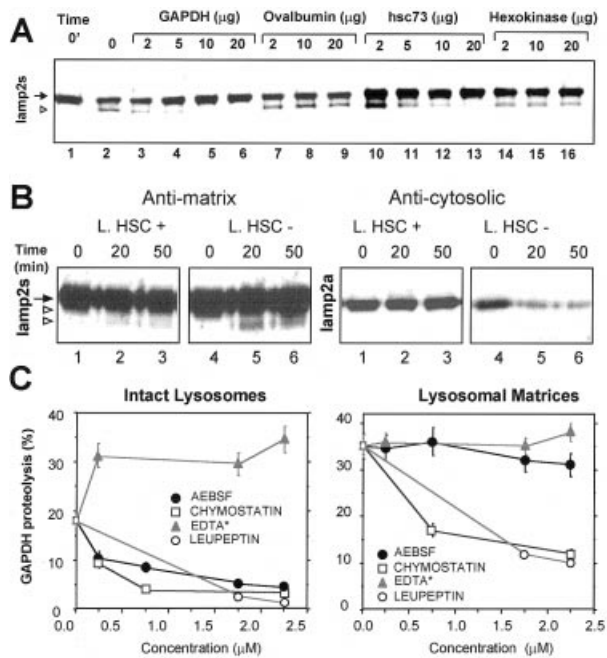 A
Time GAPDH (μg) Ovalbumin (μg) hsc73 (μg) Hexokinase (μg)
0' 0 2 5 10 20 2 10 20 2 5 10 20 2 10 20
lamp2s
1 2 3 4 5 6 7 8 9 10 11 12 13 14 15 16
B
Anti-matrix Anti-cytosolic
L. HSC + L. HSC - L. HSC + L. HSC -
Time 0 20 50 0 20 50 0 20 50 0 20 50
(min)
lamp2s lamp2a
1 2 3 4 5 6 1 2 3 4 5 6
C
Intact Lysosomes Lysosomal Matrices
GAPDH proteolysis (%)
40
30
20
10
0
AEBSF
CHYMOSTATIN
EDTA*
LEUPEPTIN
0.0 0.5 1.0 1.5 2.0 2.5
Concentration (μM)
40
30
20
10
0
AEBSF
CHYMOSTATIN
EDTA*
LEUPEPTIN
0.0 0.5 1.0 1.5 2.0 2.5
Concentration (μM)